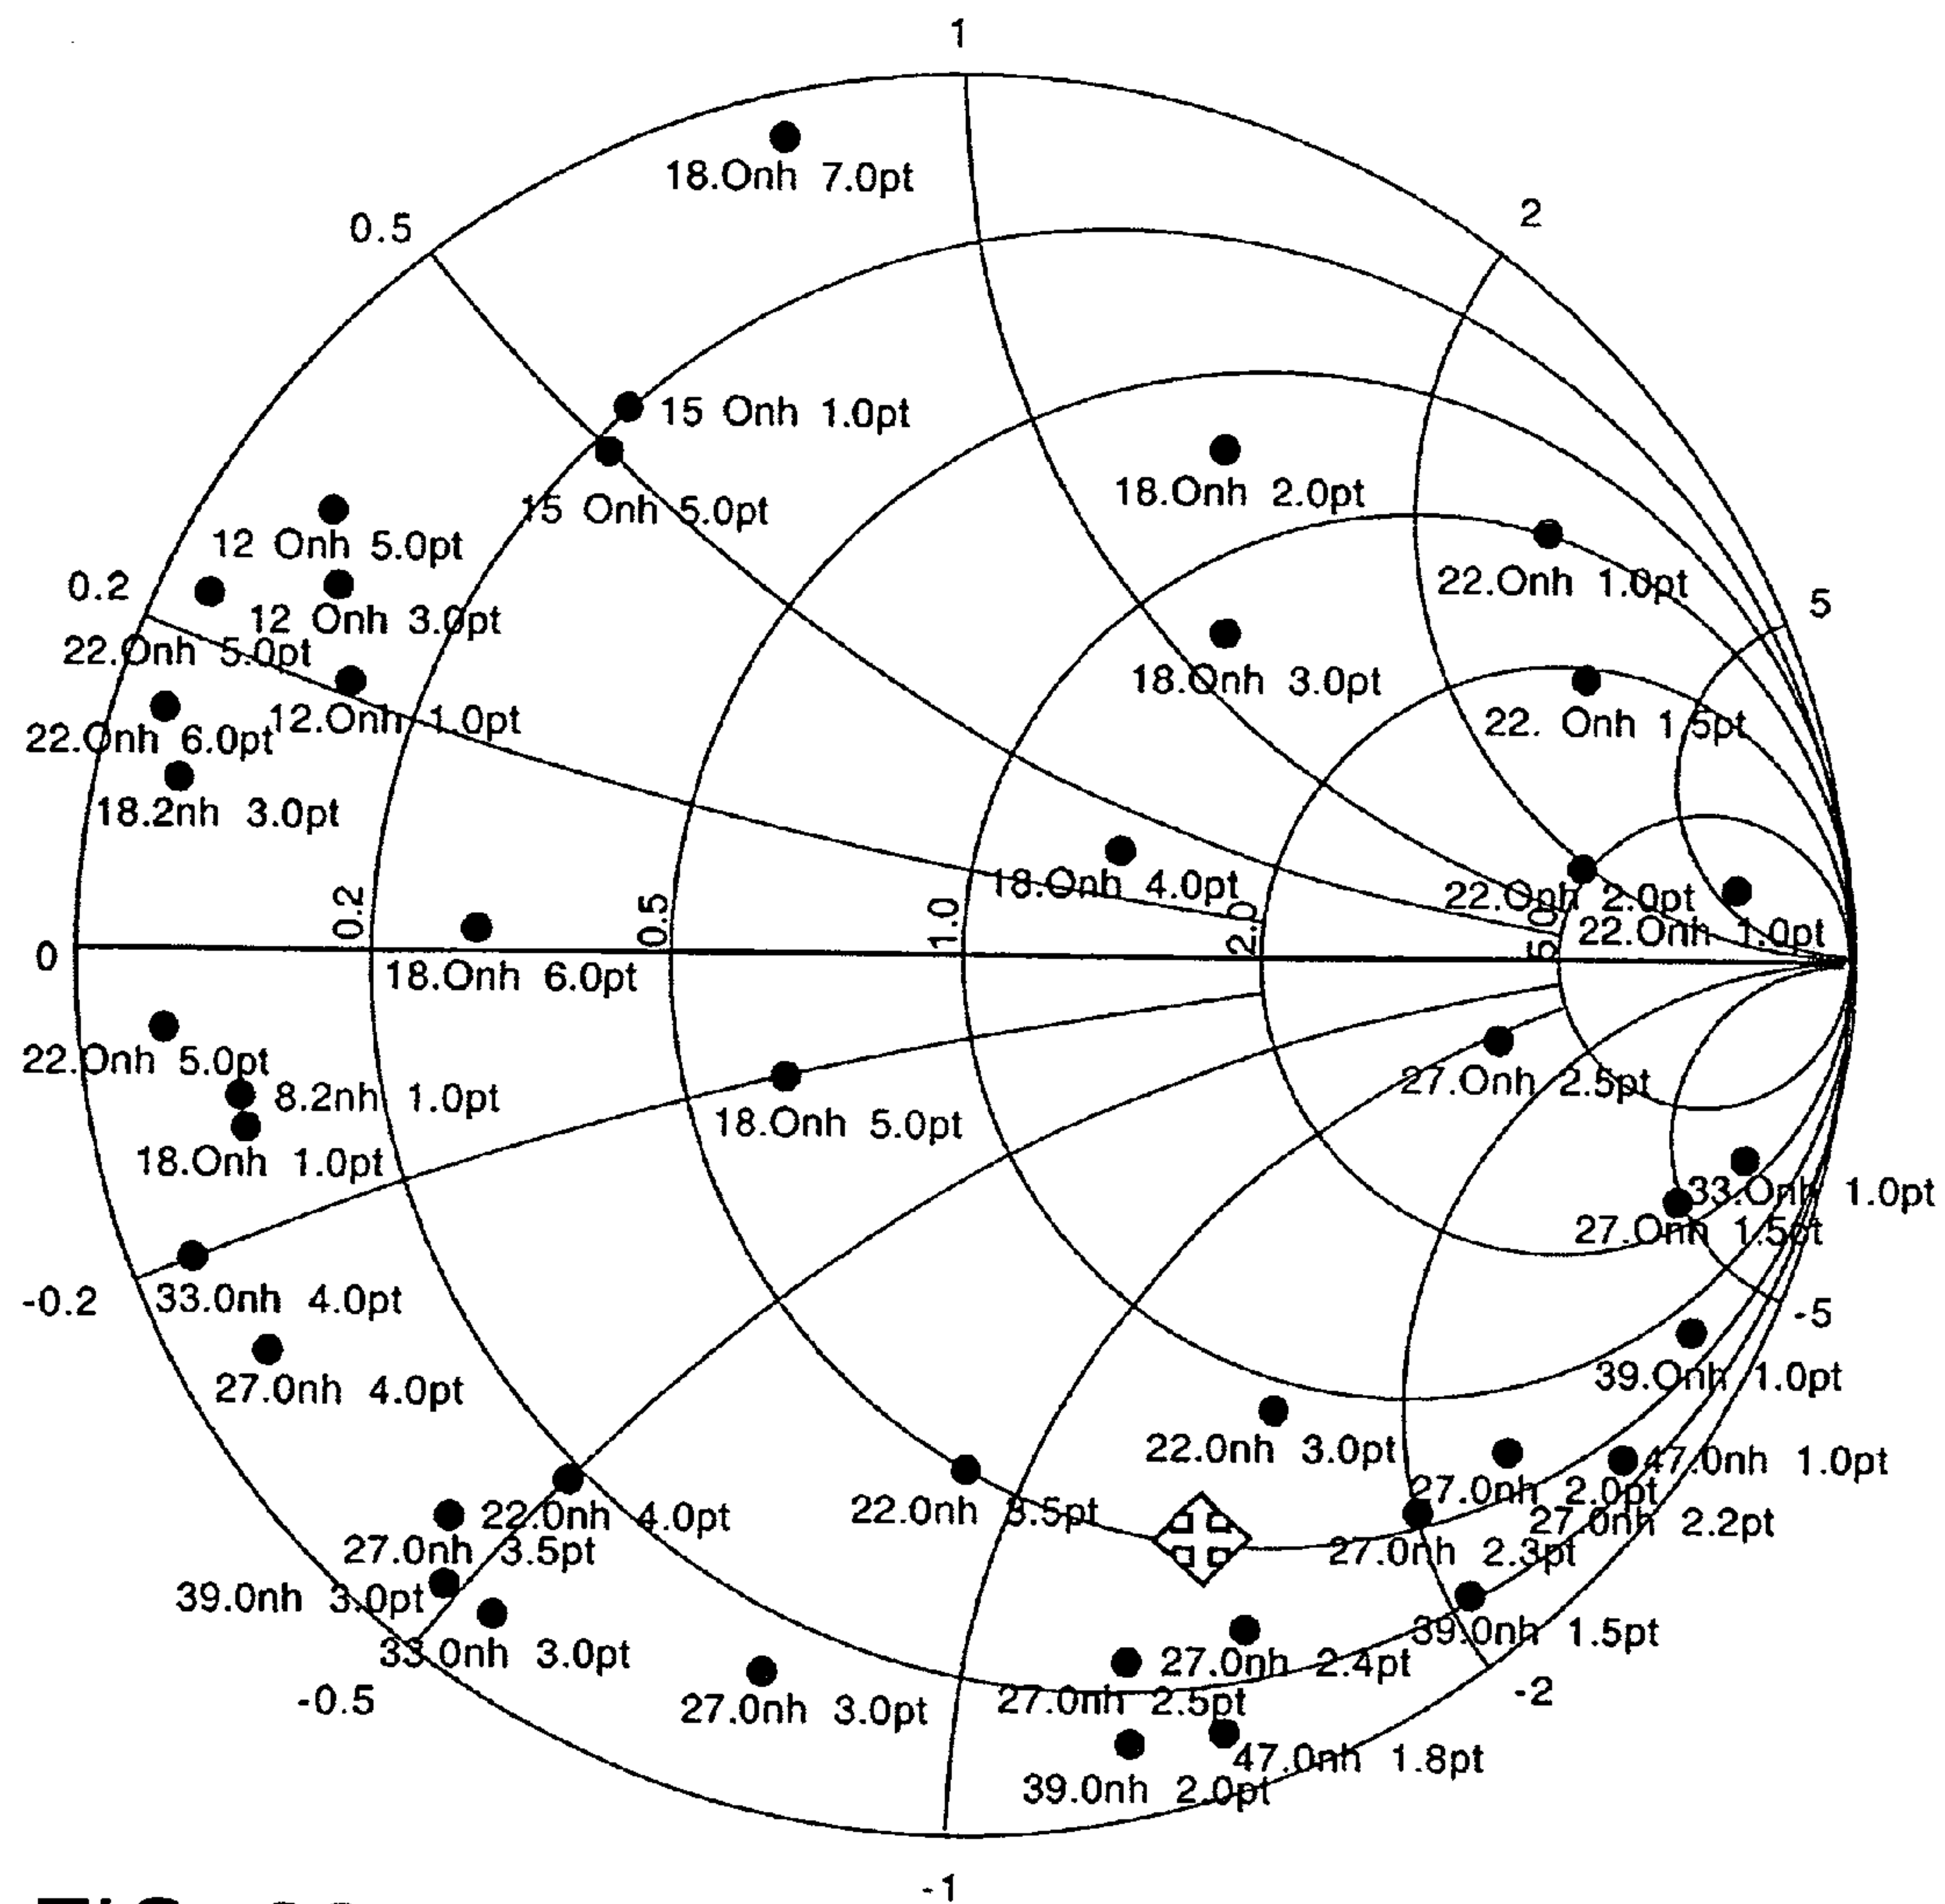 1
18.Onh 7.0pt
0.5
2
15 Onh 1.0pt
18.Onh 2.0pt
15 Onh 5.0pt
12 Onh 5.0pt
22.Onh 1.0pt
0.2
5
12 Onh 3.0pt
22.Onh 5.0pt
18.Onh 3.0pt
12.Onh 1.0pt
22. Onh 1.5pt
22.Onh 6.0pt
18.2nh 3.0pt
18.Onh 4.0pt
22.Onh 2.0pt
22.Onh 1.0pt
0.2
0.5
1.0
2.0
5.0
0
18.Onh 6.0pt
22.Onh 5.0pt
8.2nh 1.0pt
27.Onh 2.5pt
18.Onh 5.0pt
18.Onh 1.0pt
33.Onh 1.0pt
27.Onh 1.5pt
-0.2
33.0nh 4.0pt
-5
27.0nh 4.0pt
39.Onh 1.0pt
22.0nh 3.0pt
47.0nh 1.0pt
27.0nh 2.0pt
22.0nh 4.0pt
22.0nh 3.5pt
27.0nh 2.2pt
27.0nh 3.5pt
27.0nh 2.3pt
39.0nh 3.0pt
39.0nh 1.5pt
33.0nh 3.0pt
27.0nh 2.4pt
-0.5
27.0nh 3.0pt
27.0nh 2.5pt
-2
47.0nh 1.8pt
39.0nh 2.0pt
-1